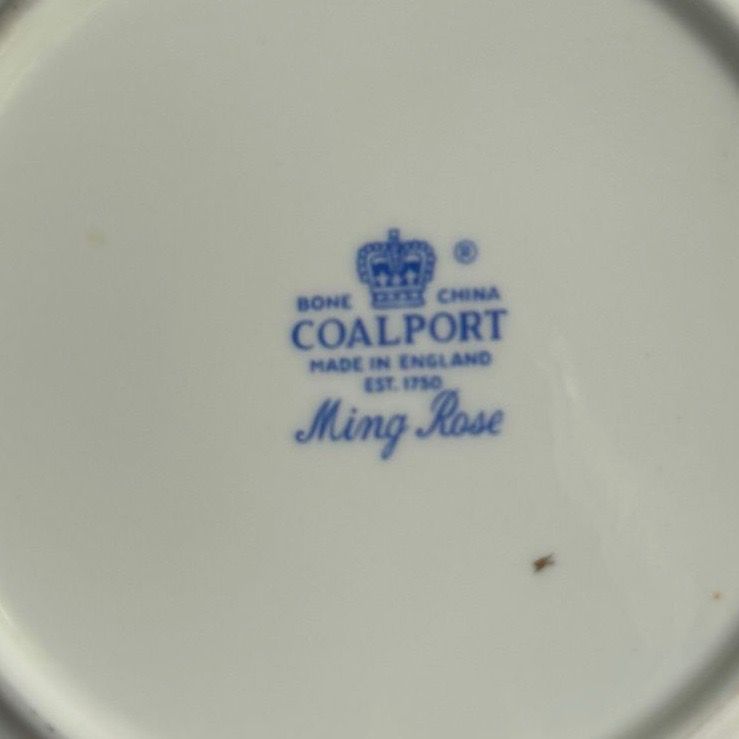 ®
BONE CHINA
COALPORT
MADE IN ENGLAND
EST. 1750
Ming Rose